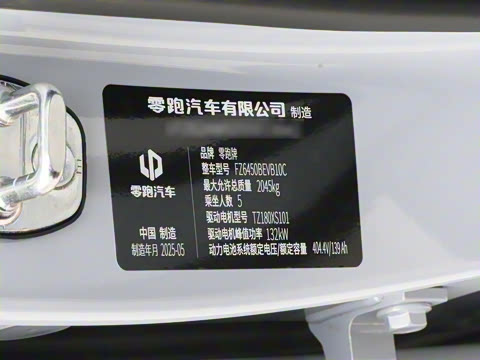 零跑汽车有限公司 制造
品牌 零跑牌
整车型号 FZ6450BEVB10C
最大允许总质量 2045kg
乘坐人数 5
驱动电机型号 TZ180XS101
驱动电机峰值功率 132kW
动力电池系统额定电压/额定容量 404.4V/139Ah
零跑汽车
中国 制造
制造年月 2025-05